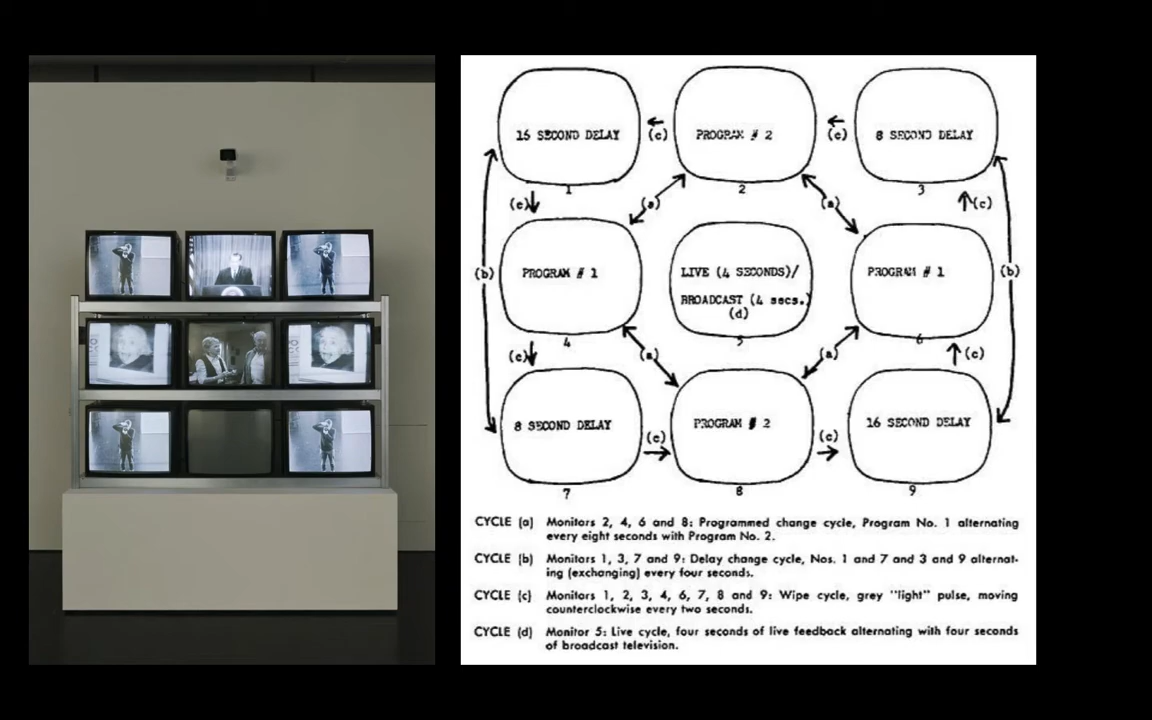 16 SECOND DELAY
(c)
PROGRAM # 2
(c)
8 SECOND DELAY
1
2
3
(c)
(a)
(a)
(c)
(b)
PROGRAM # 1
LIVE (4 SECONDS)/
BROADCAST (4 secs.)
(d)
PROGRAM # 1
(b)
4
5
6
(c)
(a)
(a)
(c)
8 SECOND DELAY
(c)
PROGRAM # 2
(c)
16 SECOND DELAY
7
8
9
CYCLE (a) Monitors 2, 4, 6 and 8: Programmed change cycle, Program No. 1 alternating
every eight seconds with Program No. 2.
CYCLE (b) Monitors 1, 3, 7 and 9: Delay change cycle, Nos. 1 and 7 and 3 and 9 alternat-
ing (exchanging) every four seconds.
CYCLE (c) Monitors 1, 2, 3, 4, 6, 7, 8 and 9: Wipe cycle, grey "light" pulse, moving
counterclockwise every two seconds.
CYCLE (d) Monitor 5: Live cycle, four seconds of live feedback alternating with four seconds
of broadcast television.